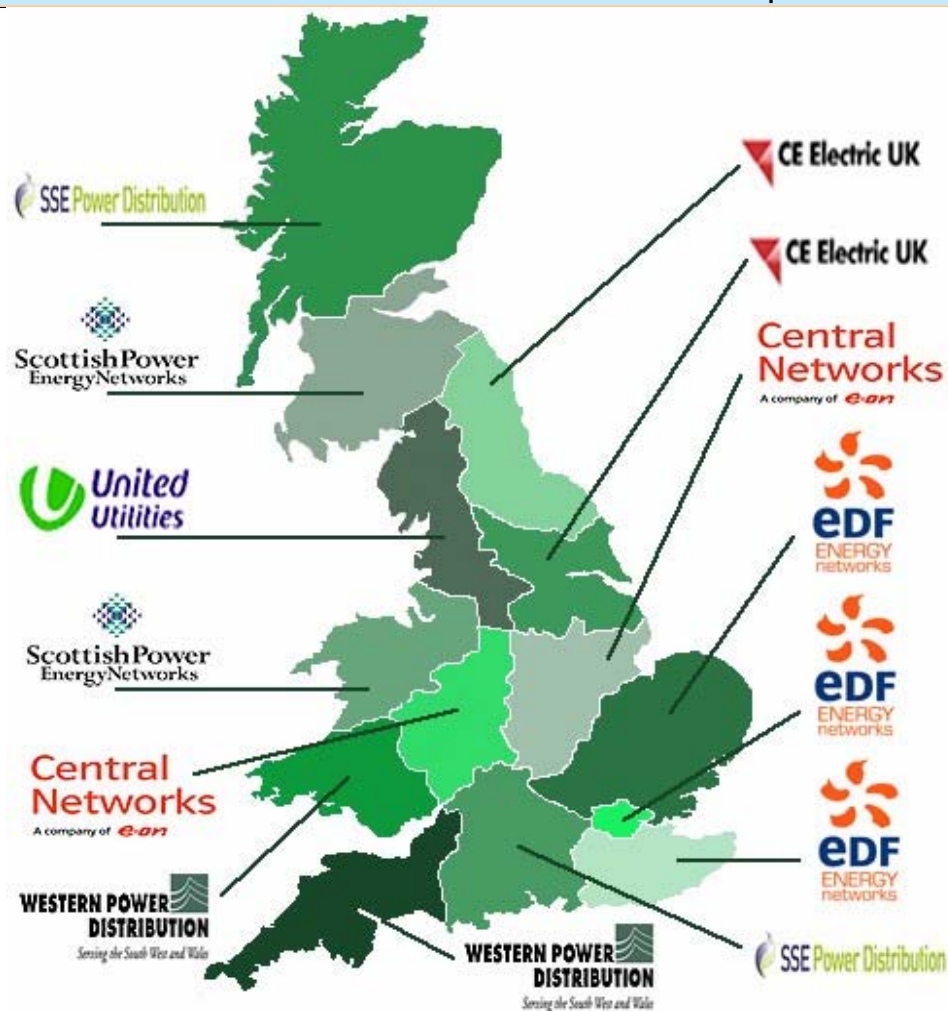 CE Electric UK
SSE Power Distribution
CE Electric UK
ScottishPower
EnergyNetworks
Central
Networks
A company of e·on
United
Utilities
eDF
ENERGY
networks
ScottishPower
EnergyNetworks
eDF
ENERGY
networks
Central
Networks
A company of e·on
eDF
ENERGY
networks
WESTERN POWER
DISTRIBUTION
Serving the South West and Wales
WESTERN POWER
DISTRIBUTION
Serving the South West and Wales
SSE Power Distribution